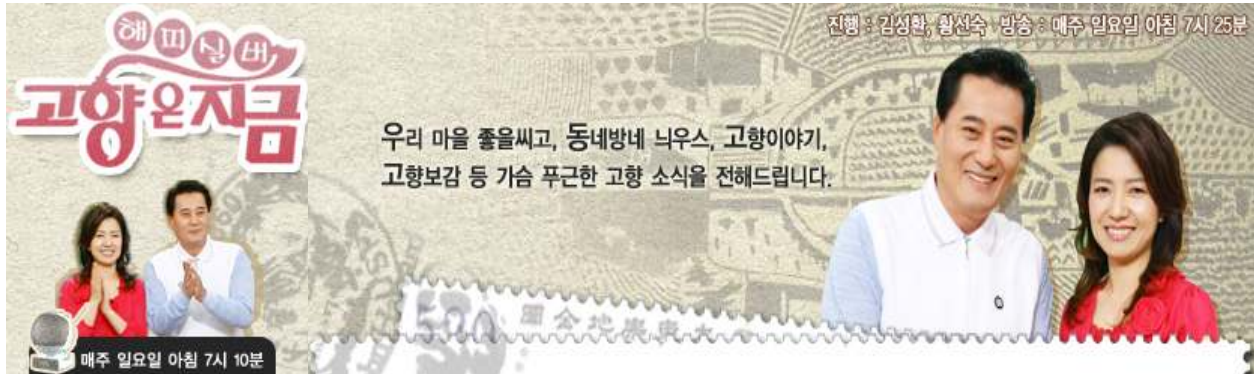 해피실버
고향은 지금
진행 : 김성환, 황선숙 방송 : 매주 일요일 아침 7시 25분
우리 마을 좋을씨고, 동네방네 늬우스, 고향이야기,
고향보감 등 가슴 푸근한 고향 소식을 전해드립니다.
매주 일요일 아침 7시 10분